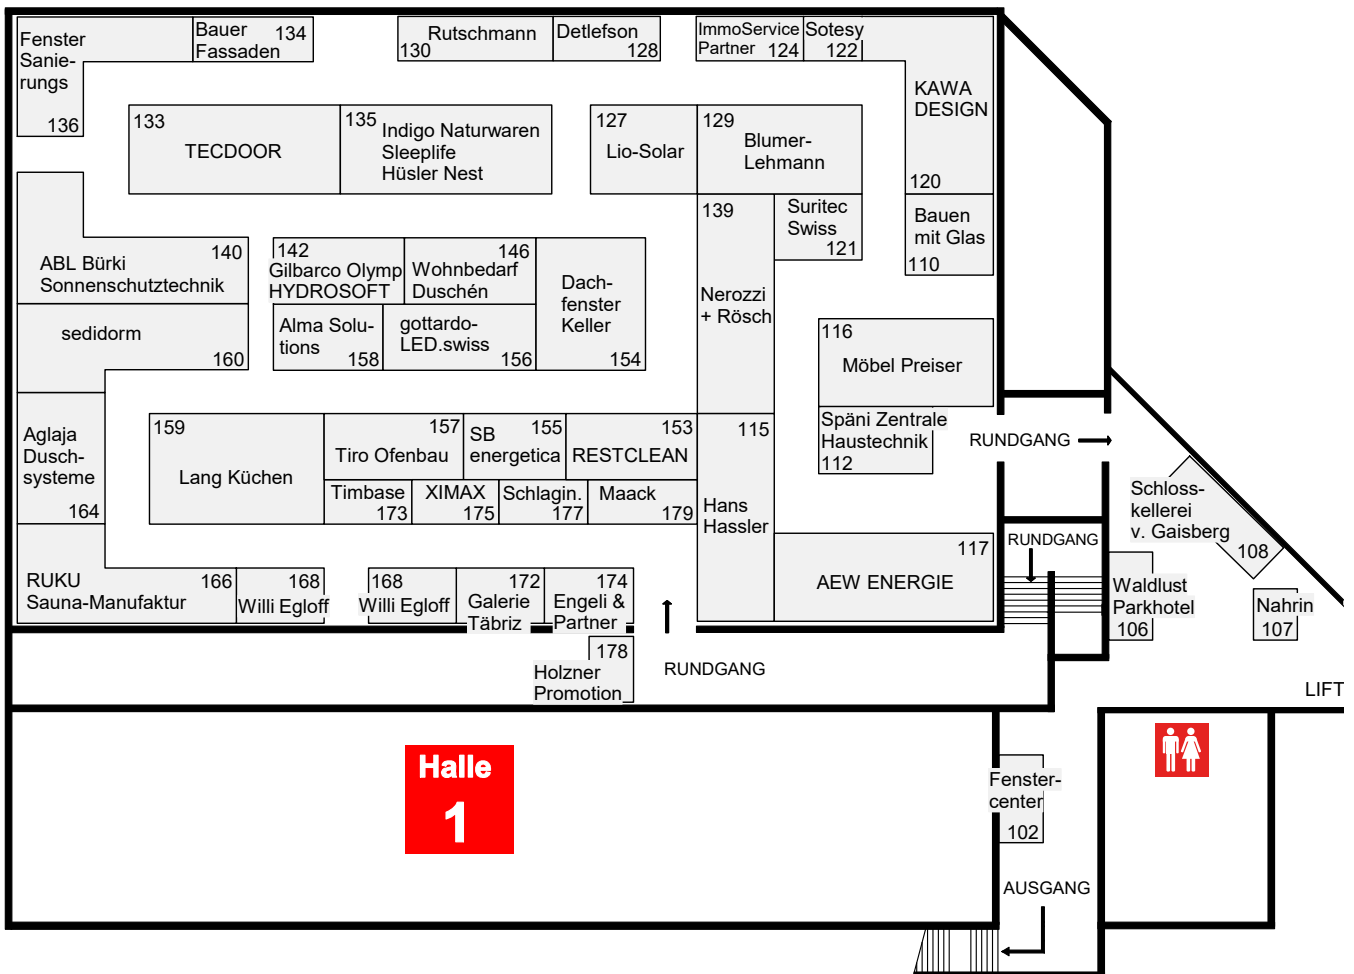 Fenster
Sanie-
rungs
136
Bauer 134
Fassaden
Rutschmann
130
Detlefson
128
ImmoService
Partner 124
Sotesy
122
KAWA
DESIGN
120
133
TECDOOR
135
Indigo Naturwaren
Sleeplife
Hüsler Nest
127
Lio-Solar
129
Blumer-
Lehmann
139
Nerozzi
+ Rösch
Suritec
Swiss
121
Bauen
mit Glas
110
140
ABL Bürki
Sonnenschutztechnik
sedidorm
160
142
Gilbarco Olymp
HYDROSOFT
146
Wohnbedarf
Duschén
Dach-
fenster
Keller
154
Alma Solu-
tions
158
gottardo-
LED.swiss
156
116
Möbel Preiser
Späni Zentrale
Haustechnik
112
RUNDGANG
Aglaja
Dusch-
systeme
164
159
Lang Küchen
157
Tiro Ofenbau
SB 155
energetica
153
RESTCLEAN
115
Hans
Hassler
Timbase
173
XIMAX
175
Schlagin.
177
Maack
179
117
AEW ENERGIE
Schloss-
kellerei
v. Gaisberg
108
RUNDGANG
RUKU 166
Sauna-Manufaktur
168
Willi Egloff
168
Willi Egloff
172
Galerie
Täbriz
174
Engeli &
Partner
Waldlust
Parkhotel
106
Nahrin
107
178
Holzner
Promotion
RUNDGANG
LIFT
Halle
1
Fenster-
center
102
AUSGANG